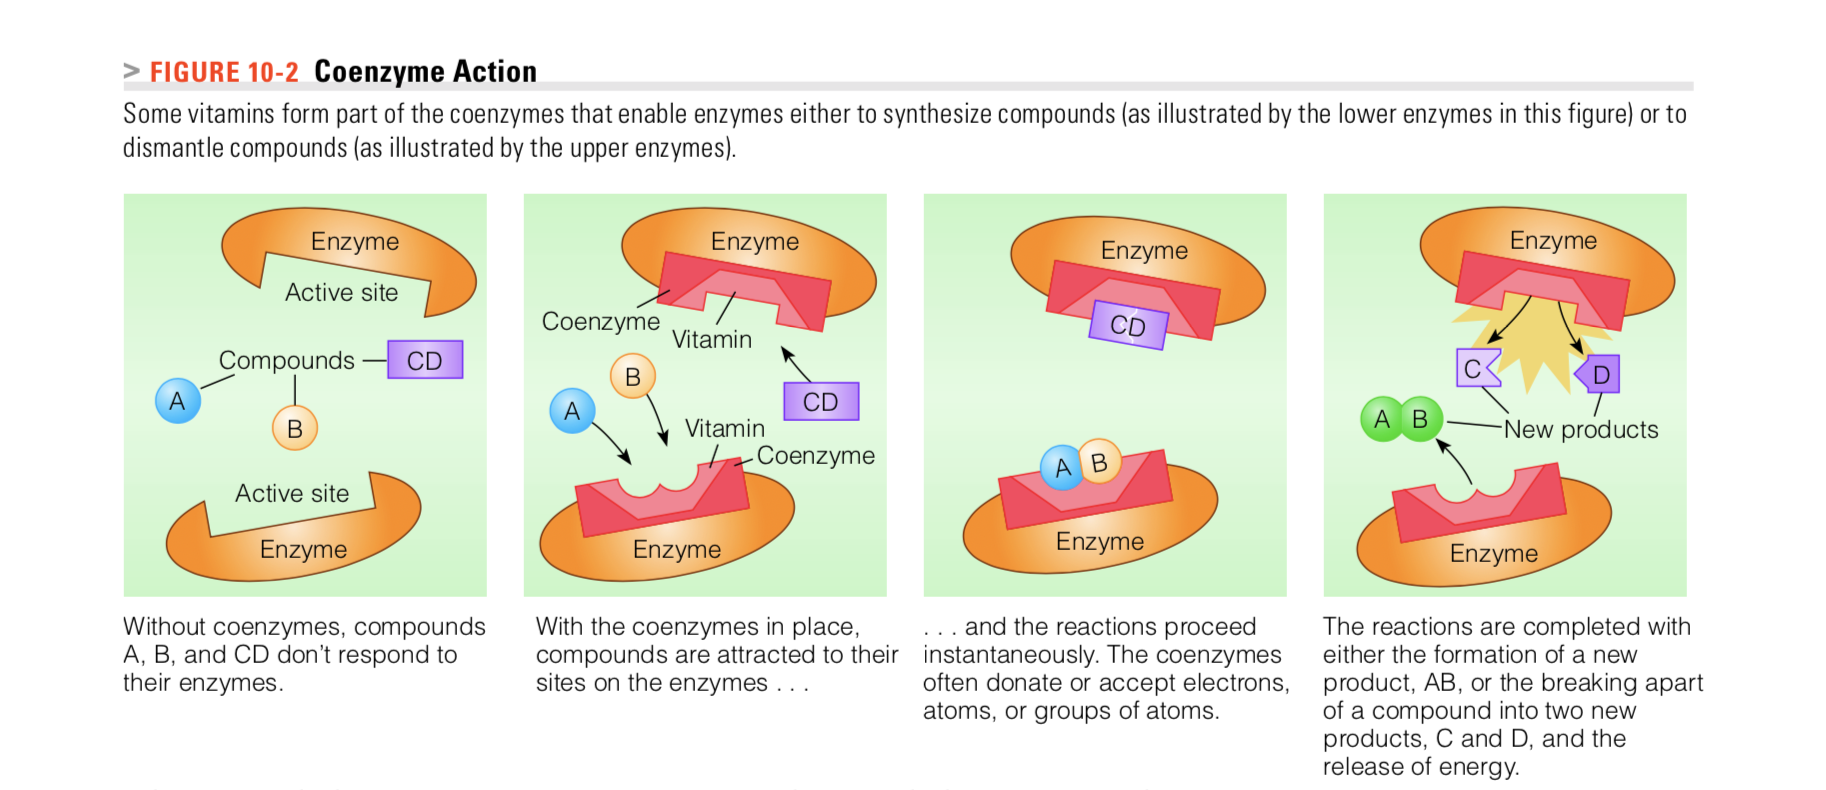 > FIGURE 10-2 Coenzyme Action
Some vitamins form part of the coenzymes that enable enzymes either to synthesize compounds (as illustrated by the lower enzymes in this figure) or to
dismantle compounds (as illustrated by the upper enzymes).
Enzyme
Active site
Compounds
CD
A
B
Active site
Enzyme
Without coenzymes, compounds
A, B, and CD don’t respond to
their enzymes.
Enzyme
Coenzyme
Vitamin
B
A
CD
Vitamin
Coenzyme
Enzyme
With the coenzymes in place,
compounds are attracted to their
sites on the enzymes . . .
Enzyme
CD
A
B
Enzyme
. . . and the reactions proceed
instantaneously. The coenzymes
often donate or accept electrons,
atoms, or groups of atoms.
Enzyme
C
D
A B
New products
Enzyme
The reactions are completed with
either the formation of a new
product, AB, or the breaking apart
of a compound into two new
products, C and D, and the
release of energy.